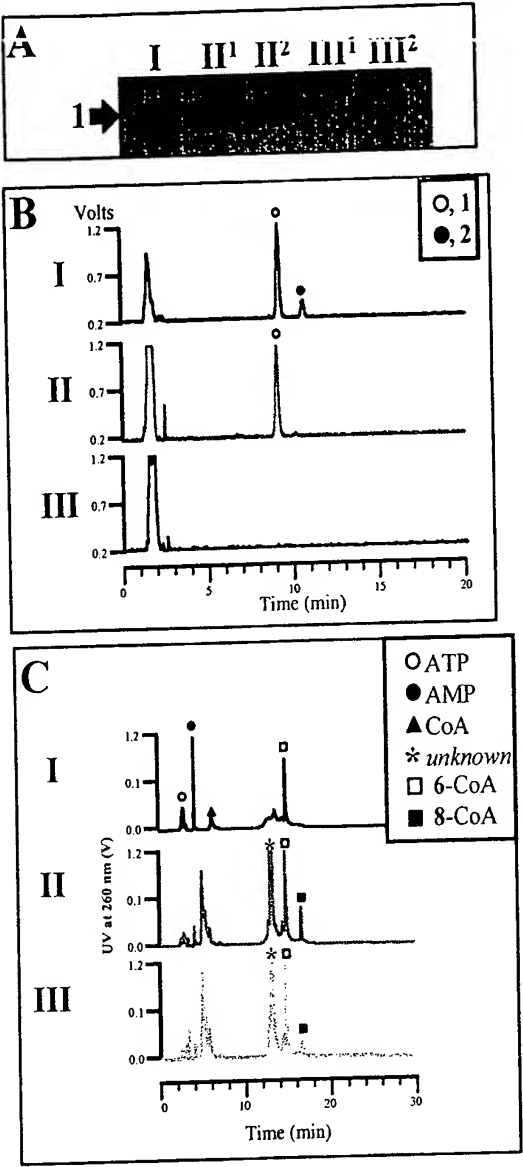 A
I II¹ II² III¹ III²
1
B
Volts
○, 1
●, 2
I
1.2
0.7
0.2
II
1.2
0.7
0.2
III
1.2
0.7
0.2
0 5 10 15 20
Time (min)
C
○ ATP
● AMP
▲ CoA
* unknown
□ 6-CoA
■ 8-CoA
UV at 260 nm (V)
I
1.2
0.1
0.0
II
1.2
0.1
0.0
III
1.2
0.1
0.0
0 10 20 30
Time (min)